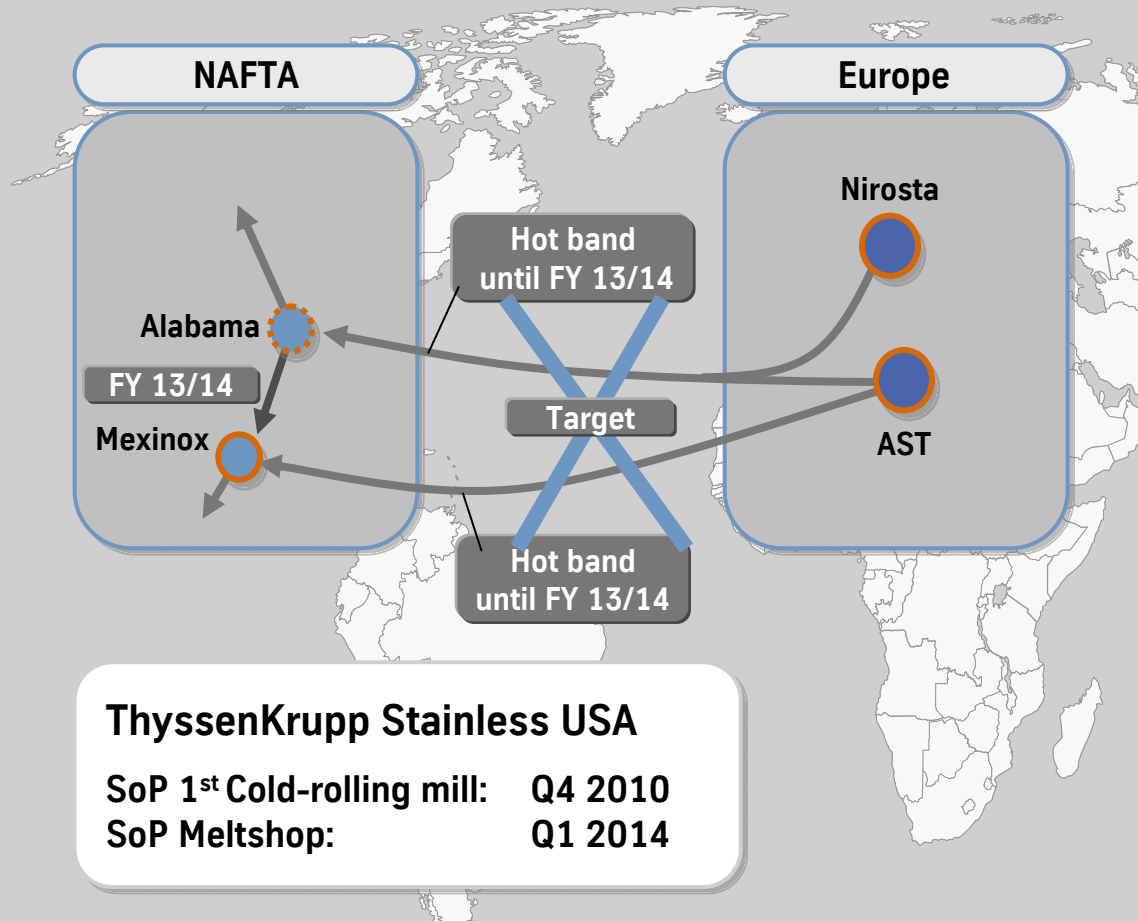 NAFTA
Europe
Nirosta
Hot band
until FY 13/14
Alabama
FY 13/14
Target
Mexinox
AST
Hot band
until FY 13/14
ThyssenKrupp Stainless USA
SoP 1st Cold-rolling mill: Q4 2010
SoP Meltshop: Q1 2014